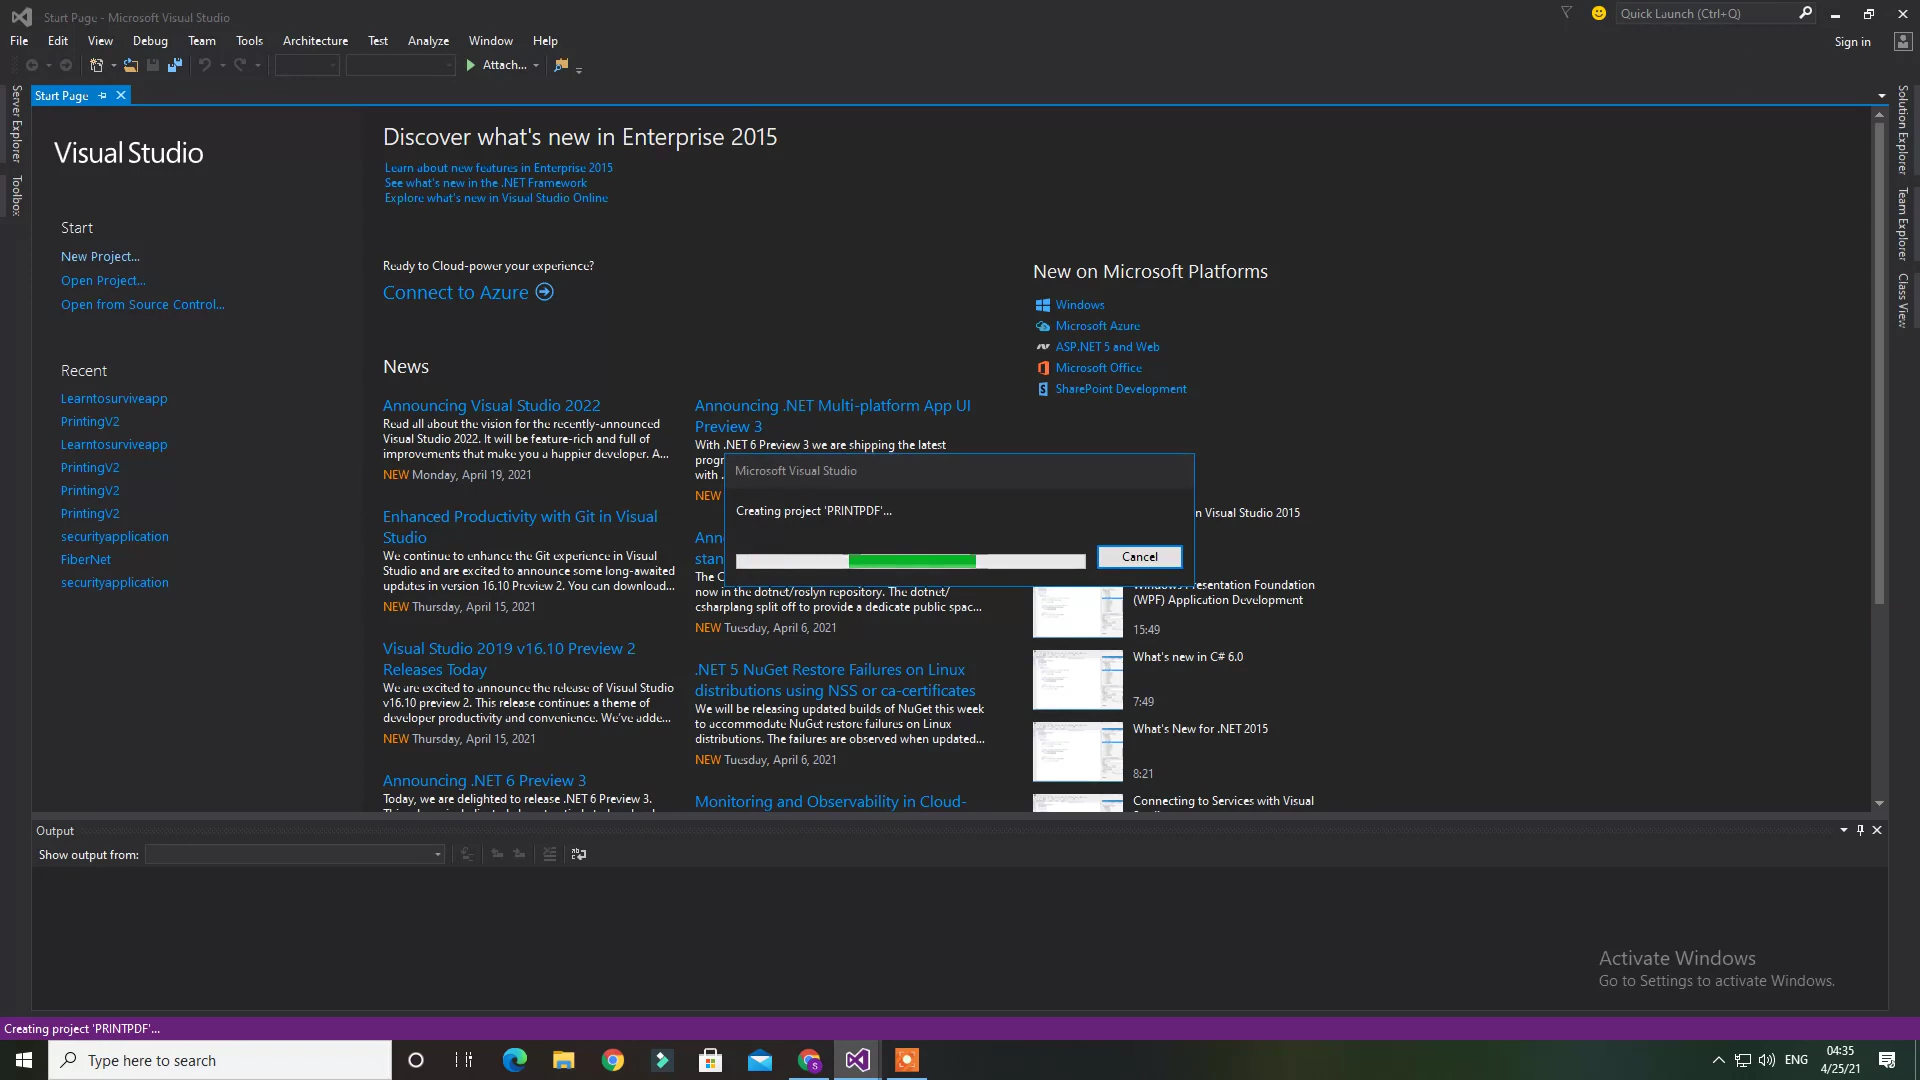 Start Page - Microsoft Visual Studio
Quick Launch (Ctrl+Q)
File Edit View Debug Team Tools Architecture Test Analyze Window Help
Sign in
Attach...
Server Explorer
Toolbox
Start Page
Solution Explorer
Team Explorer
Class View
Visual Studio
Start
New Project...
Open Project...
Open from Source Control...
Recent
Learntosurviveapp
PrintingV2
Learntosurviveapp
PrintingV2
PrintingV2
PrintingV2
securityapplication
FiberNet
securityapplication
Discover what's new in Enterprise 2015
Learn about new features in Enterprise 2015
See what's new in the .NET Framework
Explore what's new in Visual Studio Online
Ready to Cloud-power your experience?
Connect to Azure
News
Announcing Visual Studio 2022
Read all about the vision for the recently-announced
Visual Studio 2022. It will be feature-rich and full of
improvements that make you a happier developer. A...
NEW Monday, April 19, 2021
Enhanced Productivity with Git in Visual
Studio
We continue to enhance the Git experience in Visual
Studio and are excited to announce some long-awaited
updates in version 16.10 Preview 2. You can download...
NEW Thursday, April 15, 2021
Visual Studio 2019 v16.10 Preview 2
Releases Today
We are excited to announce the release of Visual Studio
v16.10 preview 2. This release continues a theme of
developer productivity and convenience. We've adde...
NEW Thursday, April 15, 2021
Announcing .NET 6 Preview 3
Today, we are delighted to release .NET 6 Preview 3.
Announcing .NET Multi-platform App UI
Preview 3
With .NET 6 Preview 3 we are shipping the latest
progr
with .
NEW
Ann
stan
The C
now in the dotnet/roslyn repository. The dotnet/
csharplang split off to provide a dedicate public spac...
NEW Tuesday, April 6, 2021
.NET 5 NuGet Restore Failures on Linux
distributions using NSS or ca-certificates
We will be releasing updated builds of NuGet this week
to accommodate NuGet restore failures on Linux
distributions. The failures are observed when updated...
NEW Tuesday, April 6, 2021
Monitoring and Observability in Cloud-
New on Microsoft Platforms
Windows
Microsoft Azure
ASP.NET 5 and Web
Microsoft Office
SharePoint Development
n Visual Studio 2015
Windows Presentation Foundation
(WPF) Application Development
15:49
What's new in C# 6.0
7:49
What's New for .NET 2015
8:21
Connecting to Services with Visual
Microsoft Visual Studio
Creating project 'PRINTPDF'...
Cancel
Output
Show output from:
Activate Windows
Go to Settings to activate Windows.
Creating project 'PRINTPDF'...
Type here to search
ENG
04:35
4/25/21